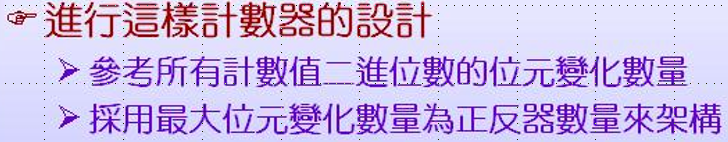 ☞ 進行這樣計數器的設計
➢ 參考所有計數值二進位數的位元變化數量
➢ 採用最大位元變化數量為正反器數量來架構